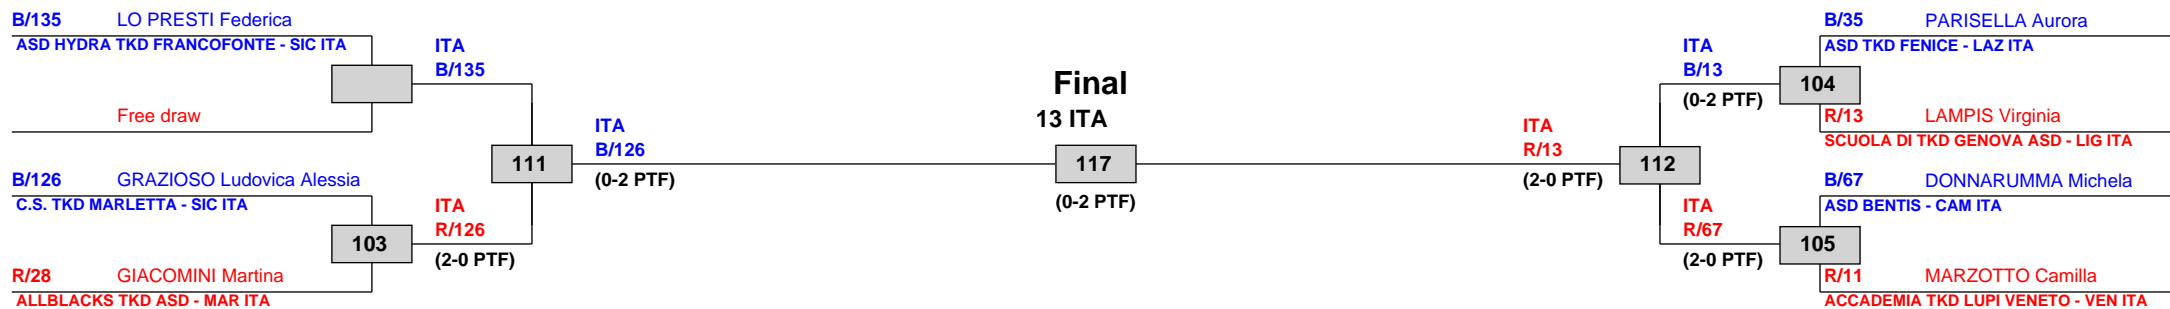 B/135 LO PRESTI Federica
ASD HYDRA TKD FRANCOFONTE - SIC ITA
Free draw
B/126 GRAZIOSO Ludovica Alessia
C.S. TKD MARLETTA - SIC ITA
103
R/28 GIACOMINI Martina
ALLBLACKS TKD ASD - MAR ITA
ITA
B/135
111
ITA
R/126
(2-0 PTF)
ITA
B/126
(0-2 PTF)
Final
13 ITA
117
(0-2 PTF)
ITA
R/13
(2-0 PTF)
112
ITA
B/13
(0-2 PTF)
ITA
R/67
(2-0 PTF)
B/35 PARISELLA Aurora
ASD TKD FENICE - LAZ ITA
104
R/13 LAMPIS Virginia
SCUOLA DI TKD GENOVA ASD - LIG ITA
B/67 DONNARUMMA Michela
ASD BENTIS - CAM ITA
105
R/11 MARZOTTO Camilla
ACCADEMIA TKD LUPI VENETO - VEN ITA